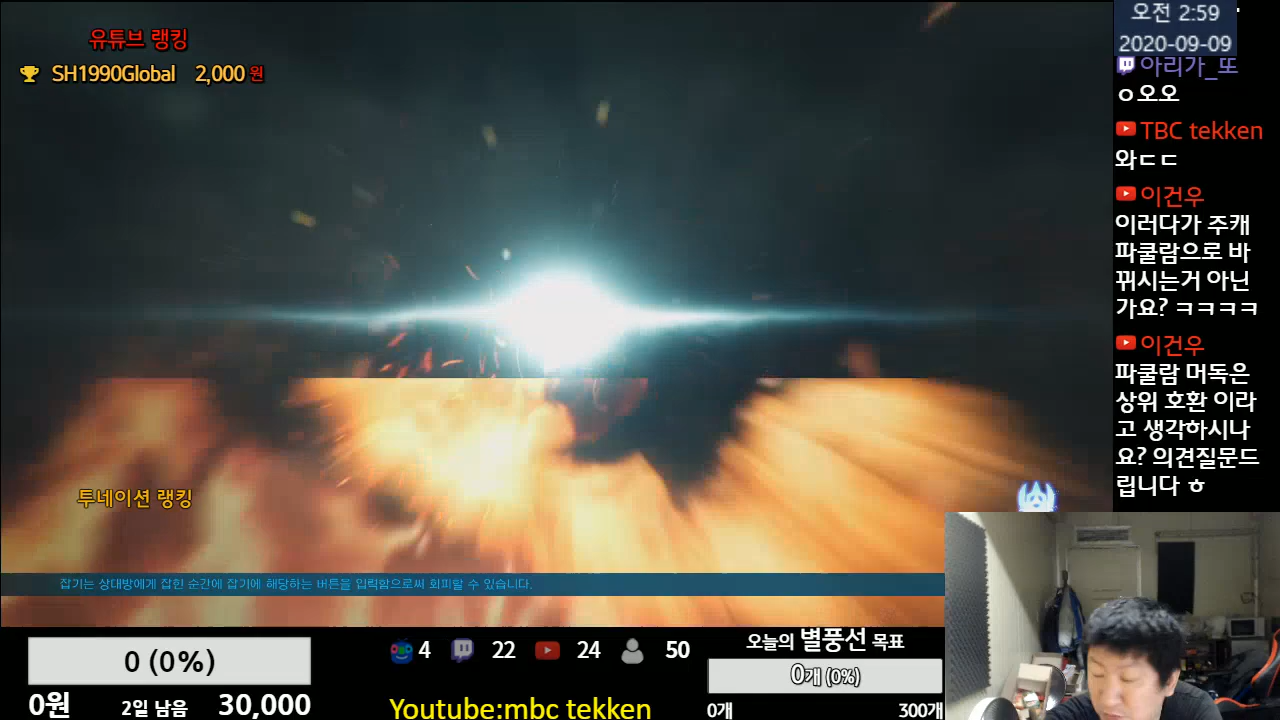 유튜브 랭킹
SH1990Global 2,000 원
투네이션 랭킹
잡기는 상대방에게 잡힌 순간에 잡기에 해당하는 버튼을 입력함으로써 회피할 수 있습니다.
오전 2:59
2020-09-09
아리가_또
ㅇ오오
TBC tekken
와ㄷㄷ
이건우
이러다가 주캐
파쿨람으로 바
꿔시는거 아닌
가요? ㅋㅋㅋㅋ
이건우
파쿨람 머독은
상위 호환 이라
고 생각하시나
요? 의견질문드
립니다 ㅎ
0 (0%)
0원 2일 남음 30,000
4 22 24 50
Youtube:mbc tekken
오늘의 별풍선 목표
0개 (0%)
0개 300개